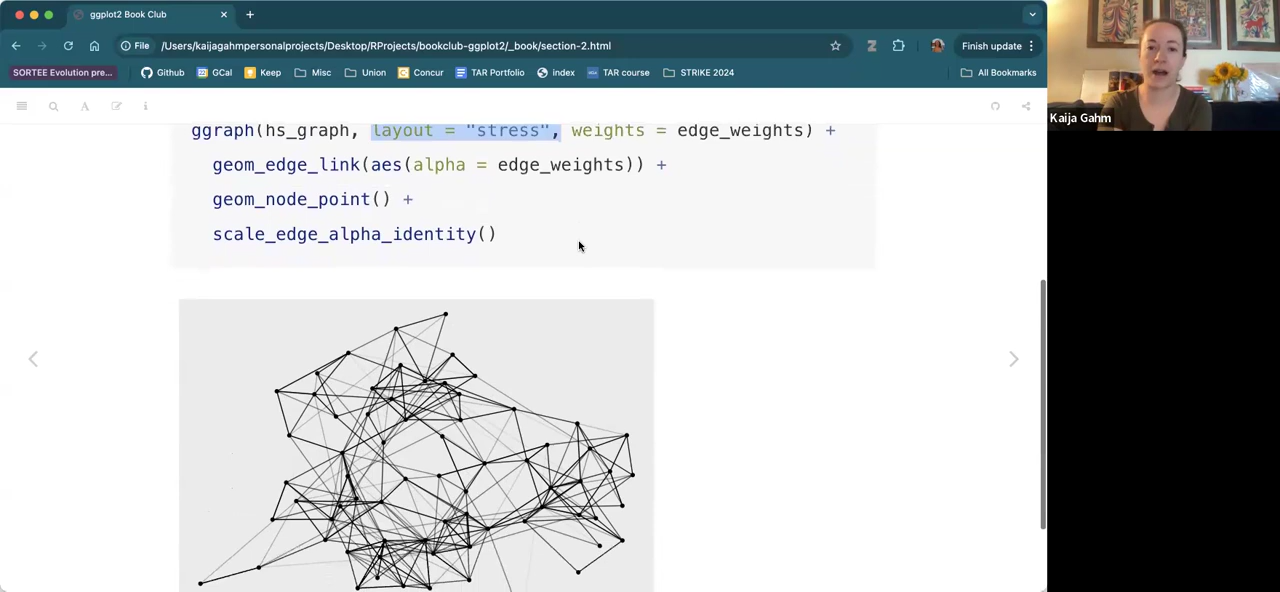 ggplot2 Book Club
File
/Users/kaijagahmpersonalprojects/Desktop/RProjects/bookclub-ggplot2/_book/section-2.html
Finish update
SORTEE Evolution pre...
Github
GCal
Keep
Misc
Union
Concur
TAR Portfolio
index
TAR course
STRIKE 2024
All Bookmarks
Kaija Gahm
ggraph(hs_graph, layout = "stress", weights = edge_weights) +
geom_edge_link(aes(alpha = edge_weights)) +
geom_node_point() +
scale_edge_alpha_identity()